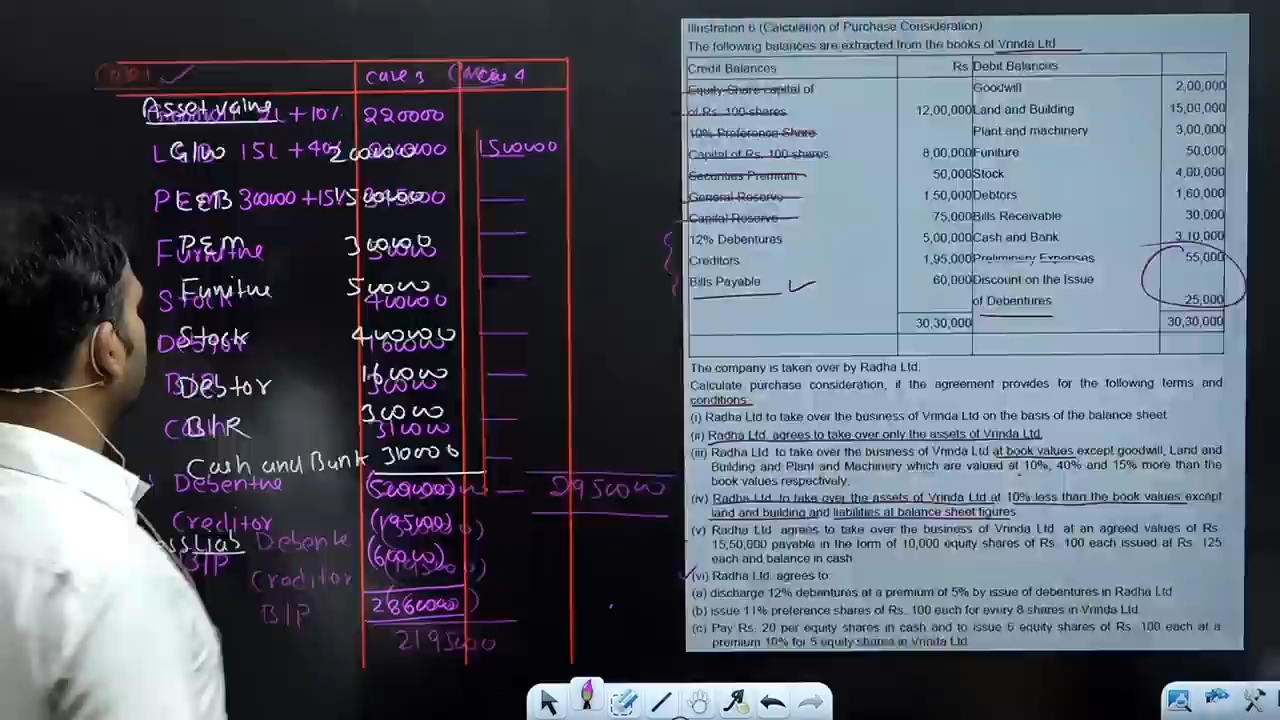 Case 3
Case 4
Asset value
+10%
220000
G/W
15L + 40%
200000
1500000
L&B
300000 + 15%
1500000
P&M
300000
Furnitue
Furnitue
50000
Stock
Stock
400000
400000
Debtor
160000
B/R
30000
Cash and Bank
310000
Debentue
(500000)
2950000
Creditor
(195000)
Liab
Debentue
B/P
(60000)
Creditor
B/P
2860000
2195000
Illustration 6 (Calculation of Purchase Consideration)
The following balances are extracted from the books of Vrinda Ltd
Credit Balances Rs Debit Balances
Equity Share capital of Goodwill 2,00,000
of Rs. 100 shares 12,00,000 Land and Building 15,00,000
10% Preference Share Plant and machinery 3,00,000
Capital of Rs. 100 shares 8,00,000 Funiture 50,000
Securities Premium 50,000 Stock 4,00,000
General Reserve 1,50,000 Debtors 1,60,000
Capital Reserve 75,000 Bills Receivable 30,000
12% Debentures 5,00,000 Cash and Bank 3,10,000
Creditors 1,95,000 Preliminary Expenses 55,000
Bills Payable 60,000 Discount on the Issue
of Debentures 25,000
30,30,000 30,30,000
The company is taken over by Radha Ltd.
Calculate purchase consideration, if the agreement provides for the following terms and
conditions:
(i) Radha Ltd to take over the business of Vrinda Ltd on the basis of the balance sheet
(ii) Radha Ltd. agrees to take over only the assets of Vrinda Ltd.
(iii) Radha Ltd to take over the business of Vrinda Ltd at book values except goodwill, Land and
Building and Plant and Machinery which are valued at 10%, 40% and 15% more than the
book values respectively.
(iv) Radha Ltd. to take over the assets of Vrinda Ltd at 10% less than the book values except
land and building and liabilities at balance sheet figures
(v) Radha Ltd agrees to take over the business of Vrinda Ltd at an agreed values of Rs.
15,50,000 payable in the form of 10,000 equity shares of Rs. 100 each issued at Rs. 125
each and balance in cash
(vi) Radha Ltd. agrees to:
(a) discharge 12% debentures at a premium of 5% by issue of debentures in Radha Ltd
(b) issue 11% preference shares of Rs. 100 each for every 8 shares in Vrinda Ltd.
(c) Pay Rs. 20 per equity shares in cash and to issue 6 equity shares of Rs. 100 each at a
premium 10% for 5 equity shares in Vrinda Ltd